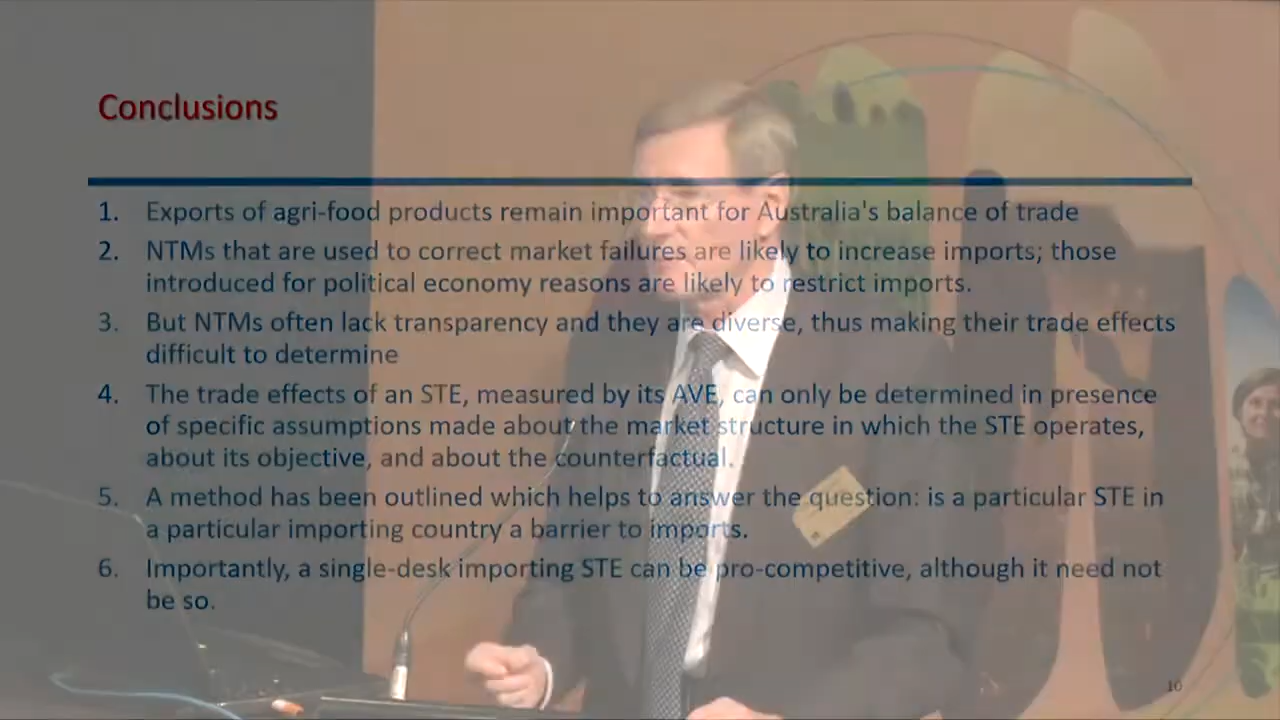 Conclusions
1. Exports of agri-food products remain important for Australia's balance of trade
2. NTMs that are used to correct market failures are likely to increase imports; those
introduced for political economy reasons are likely to restrict imports.
3. But NTMs often lack transparency and they are diverse, thus making their trade effects
difficult to determine
4. The trade effects of an STE, measured by its AVE, can only be determined in presence
of specific assumptions made about the market structure in which the STE operates,
about its objective, and about the counterfactual.
5. A method has been outlined which helps to answer the question: is a particular STE in
a particular importing country a barrier to imports.
6. Importantly, a single-desk importing STE can be pro-competitive, although it need not
be so.
10